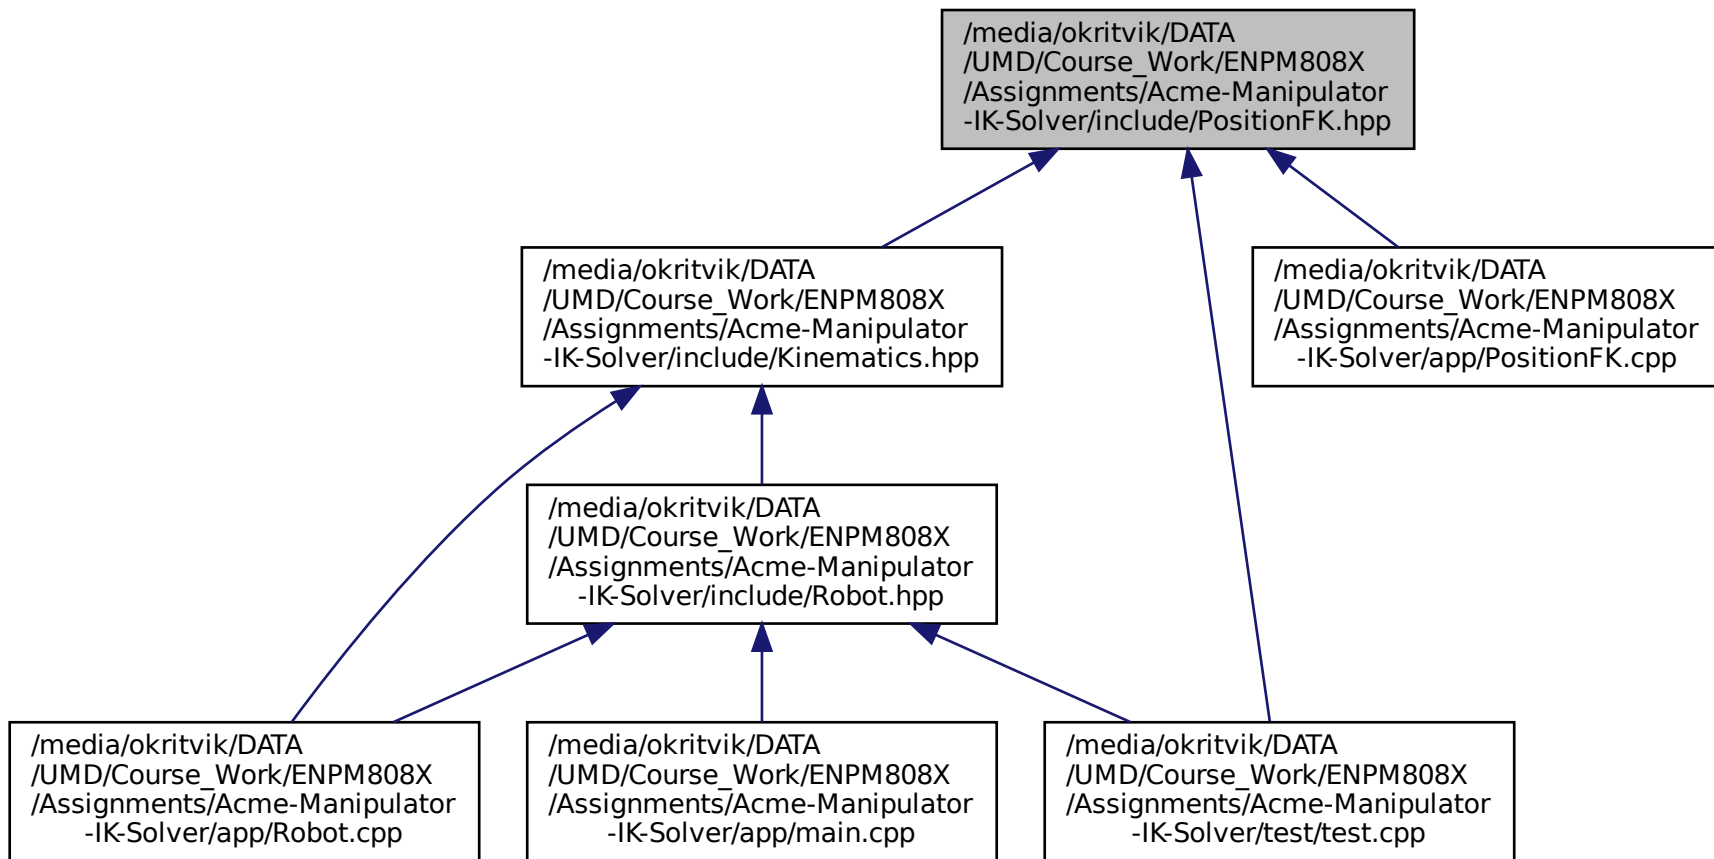 /media/okritvik/DATA
/UMD/Course_Work/ENPM808X
/Assignments/Acme-Manipulator
-IK-Solver/include/PositionFK.hpp
/media/okritvik/DATA
/UMD/Course_Work/ENPM808X
/Assignments/Acme-Manipulator
-IK-Solver/include/Kinematics.hpp
/media/okritvik/DATA
/UMD/Course_Work/ENPM808X
/Assignments/Acme-Manipulator
-IK-Solver/app/PositionFK.cpp
/media/okritvik/DATA
/UMD/Course_Work/ENPM808X
/Assignments/Acme-Manipulator
-IK-Solver/include/Robot.hpp
/media/okritvik/DATA
/UMD/Course_Work/ENPM808X
/Assignments/Acme-Manipulator
-IK-Solver/app/Robot.cpp
/media/okritvik/DATA
/UMD/Course_Work/ENPM808X
/Assignments/Acme-Manipulator
-IK-Solver/app/main.cpp
/media/okritvik/DATA
/UMD/Course_Work/ENPM808X
/Assignments/Acme-Manipulator
-IK-Solver/test/test.cpp